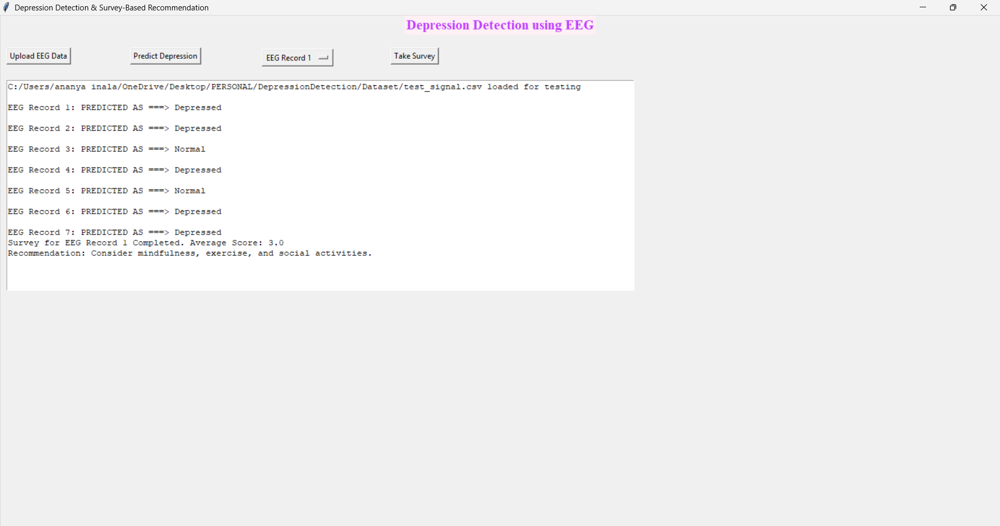 Depression Detection & Survey-Based Recommendation
Depression Detection using EEG
Upload EEG Data
Predict Depression
EEG Record 1
Take Survey
C:/Users/ananya inala/OneDrive/Desktop/PERSONAL/DepressionDetection/Dataset/test_signal.csv loaded for testing
EEG Record 1: PREDICTED AS ===> Depressed
EEG Record 2: PREDICTED AS ===> Depressed
EEG Record 3: PREDICTED AS ===> Normal
EEG Record 4: PREDICTED AS ===> Depressed
EEG Record 5: PREDICTED AS ===> Normal
EEG Record 6: PREDICTED AS ===> Depressed
EEG Record 7: PREDICTED AS ===> Depressed
Survey for EEG Record 1 Completed. Average Score: 3.0
Recommendation: Consider mindfulness, exercise, and social activities.